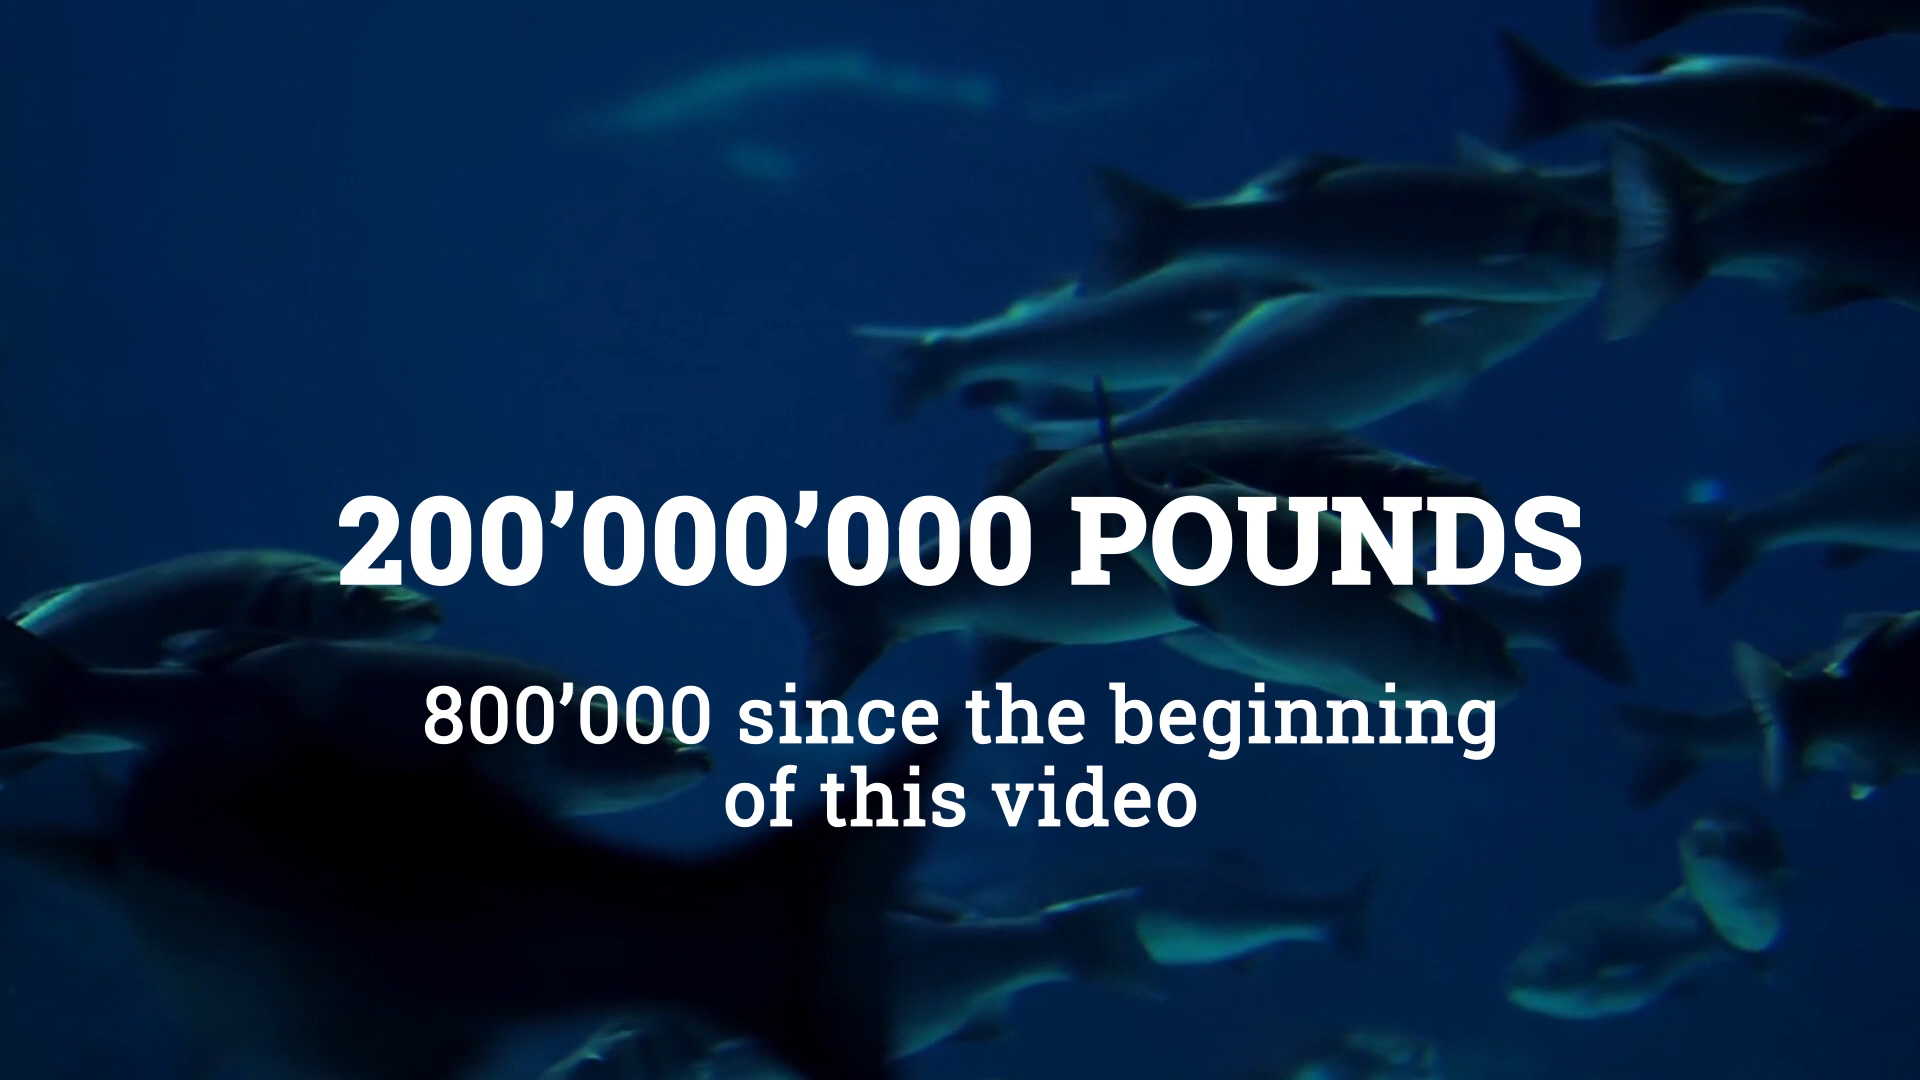 200’000’000 POUNDS
800’000 since the beginning
of this video